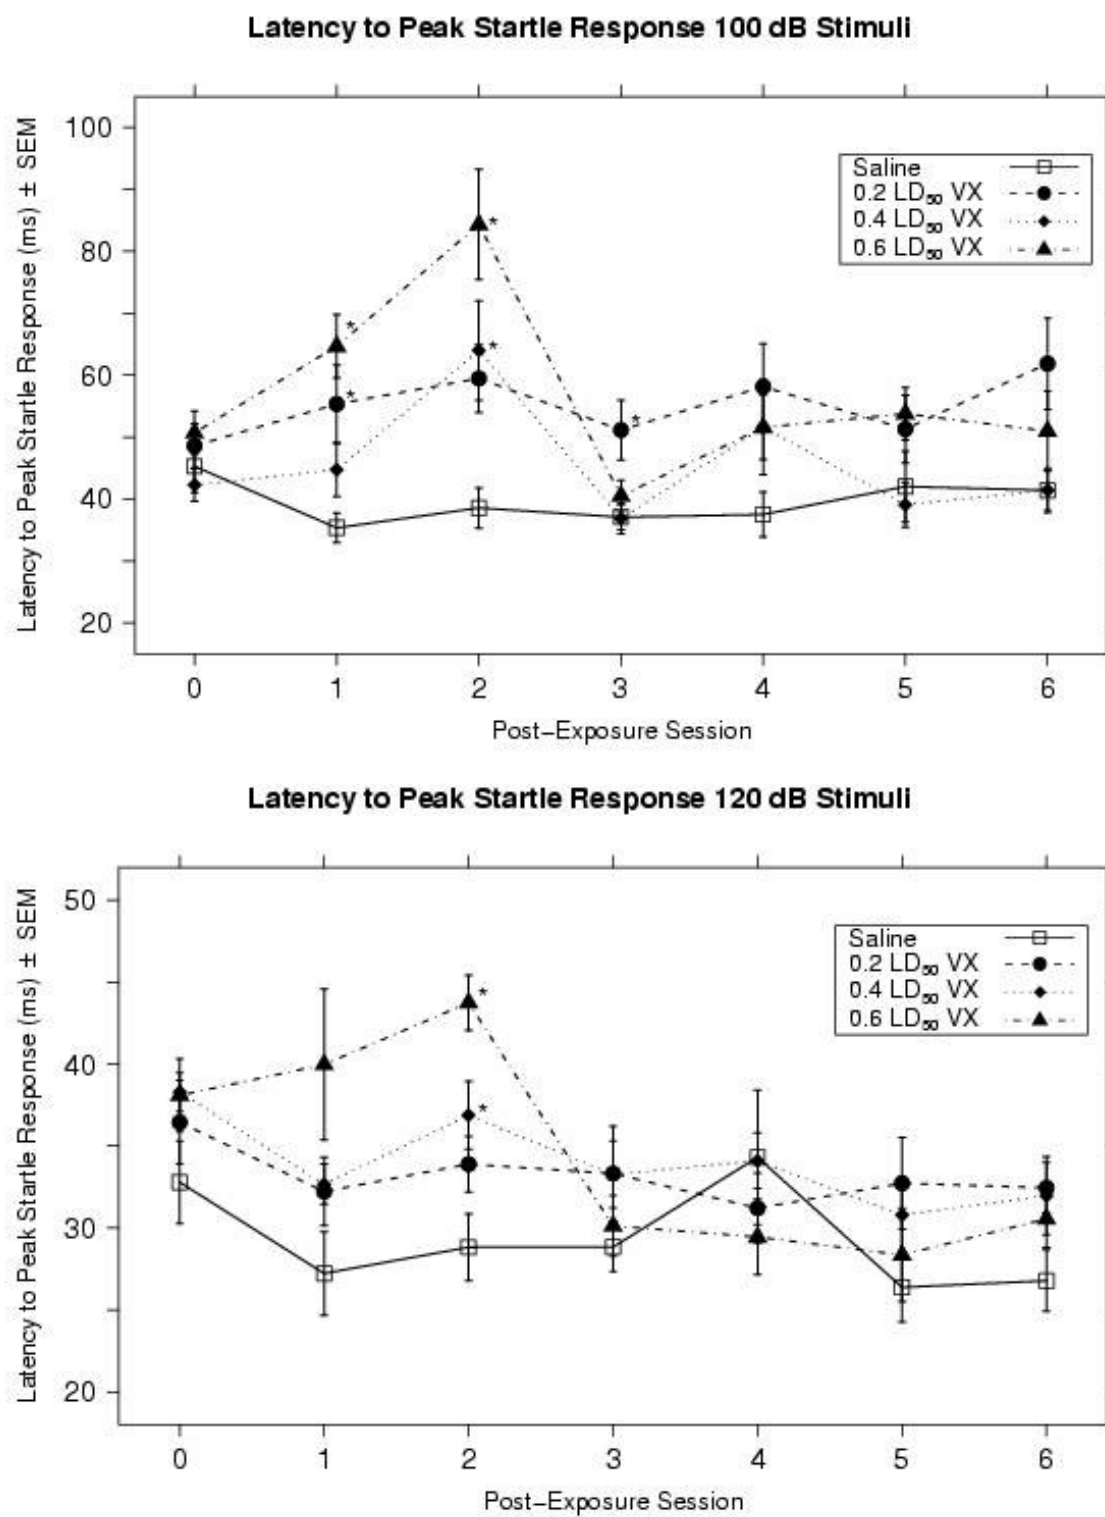 Latency to Peak Startle Response 100 dB Stimuli
Latency to Peak Startle Response (ms) ± SEM
100
80
60
40
20
Saline
0.2 LD₅₀ VX
0.4 LD₅₀ VX
0.6 LD₅₀ VX
*
*
*
*
*
0 1 2 3 4 5 6
Post-Exposure Session
Latency to Peak Startle Response 120 dB Stimuli
Latency to Peak Startle Response (ms) ± SEM
50
40
30
20
Saline
0.2 LD₅₀ VX
0.4 LD₅₀ VX
0.6 LD₅₀ VX
*
*
0 1 2 3 4 5 6
Post-Exposure Session